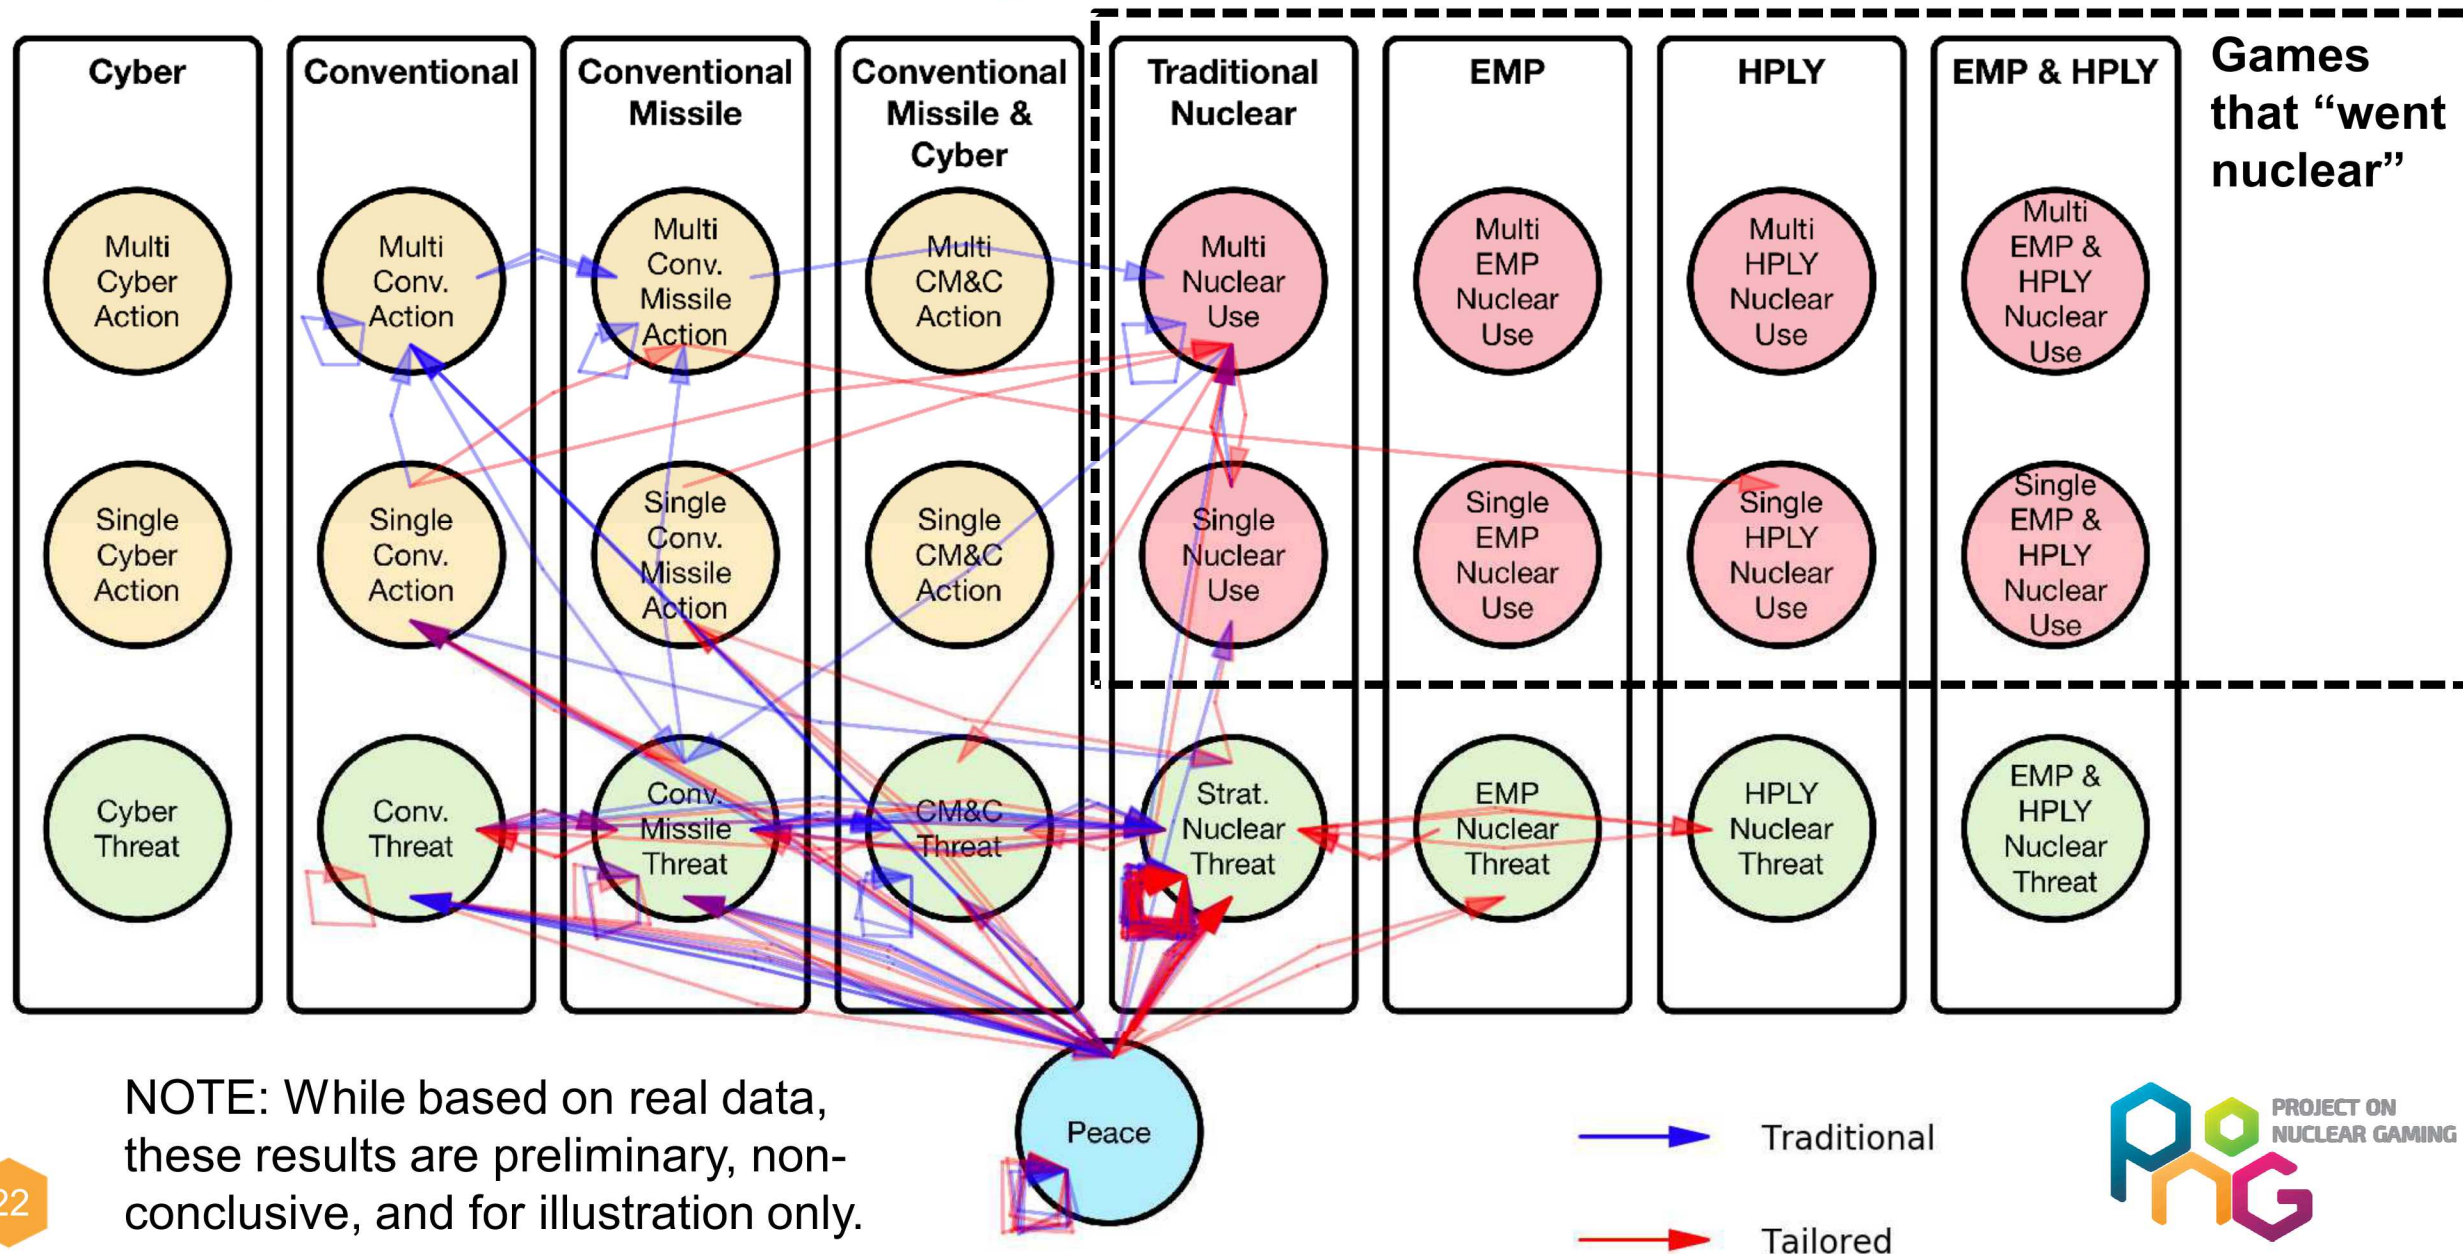 Cyber
Conventional
Conventional
Missile
Conventional
Missile &
Cyber
Traditional
Nuclear
EMP
HPLY
EMP & HPLY
Games
that “went
nuclear”
Multi
Cyber
Action
Multi
Conv.
Action
Multi
Conv.
Missile
Action
Multi
CM&C
Action
Multi
Nuclear
Use
Multi
EMP
Nuclear
Use
Multi
HPLY
Nuclear
Use
Multi
EMP &
HPLY
Nuclear
Use
Single
Cyber
Action
Single
Conv.
Action
Single
Conv.
Missile
Action
Single
CM&C
Action
Single
Nuclear
Use
Single
EMP
Nuclear
Use
Single
HPLY
Nuclear
Use
Single
EMP &
HPLY
Nuclear
Use
Cyber
Threat
Conv.
Threat
Conv.
Missile
Threat
CM&C
Threat
Strat.
Nuclear
Threat
EMP
Nuclear
Threat
HPLY
Nuclear
Threat
EMP &
HPLY
Nuclear
Threat
Peace
NOTE: While based on real data,
these results are preliminary, non-
conclusive, and for illustration only.
22
Traditional
Tailored
PoNG
PROJECT ON
NUCLEAR GAMING